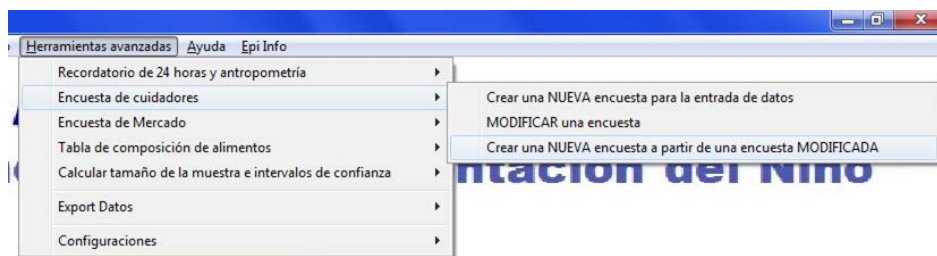 Herramientas avanzadas Ayuda Epi Info
Recordatorio de 24 horas y antropometría
Encuesta de cuidadores
Encuesta de Mercado
Tabla de composición de alimentos
Calcular tamaño de la muestra e intervalos de confianza
Export Datos
Configuraciones
Crear una NUEVA encuesta para la entrada de datos
MODIFICAR una encuesta
Crear una NUEVA encuesta a partir de una encuesta MODIFICADA
ntación del Niño